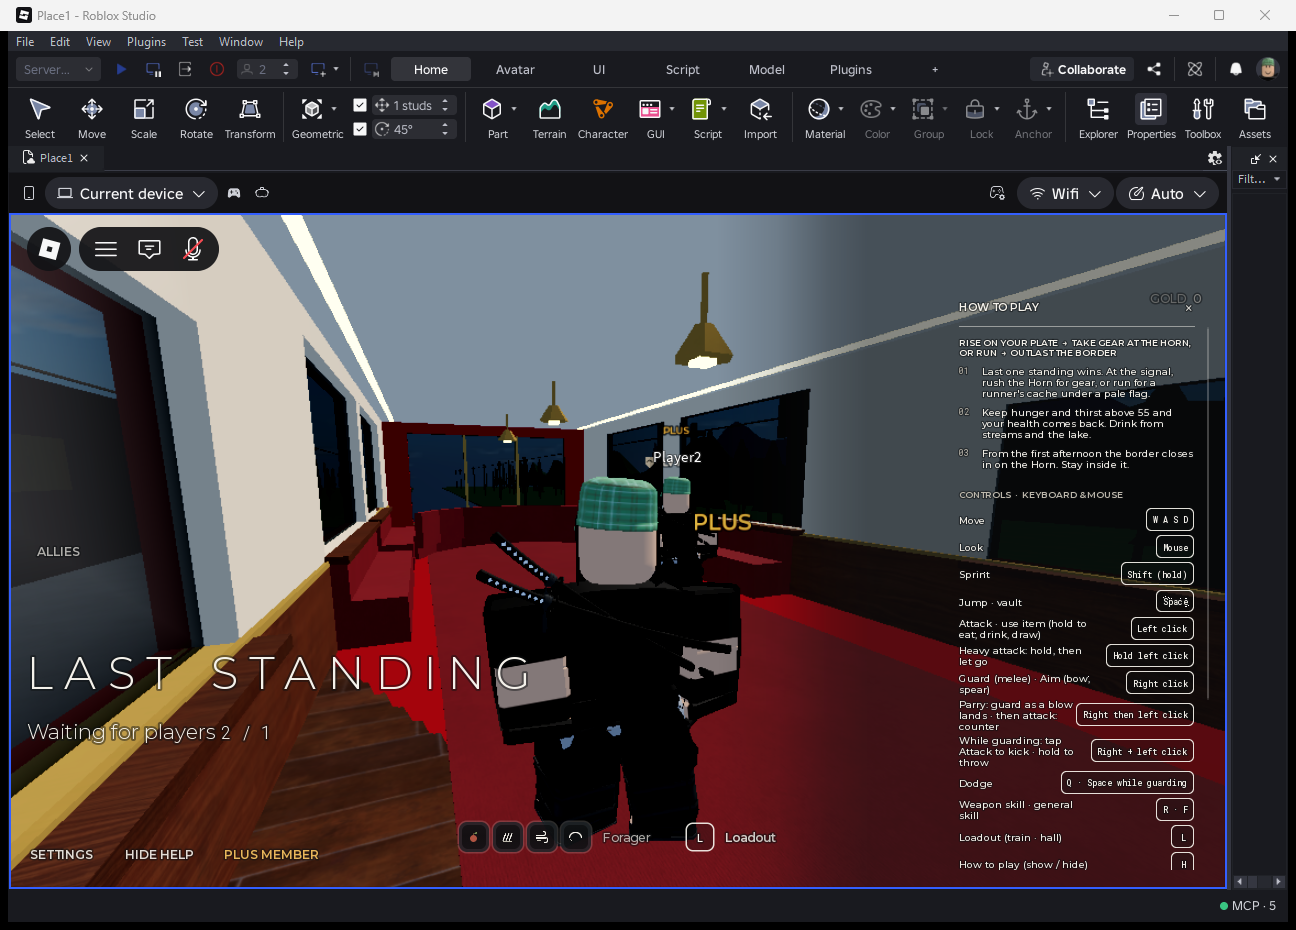 Place1 - Roblox Studio
File Edit View Plugins Test Window Help
Server... 2 Home Avatar UI Script Model Plugins + Collaborate
1 studs
45°
Select Move Scale Rotate Transform Geometric Part Terrain Character GUI Script Import Material Color Group Lock Anchor Explorer Properties Toolbox Assets
Place1
Filt...
Current device Wifi Auto
GOLD 0
HOW TO PLAY ×
RISE ON YOUR PLATE → TAKE GEAR AT THE HORN,
OR RUN → OUTLAST THE BORDER
01 Last one standing wins. At the signal,
rush the Horn for gear, or run for a
runner's cache under a pale flag.
02 Keep hunger and thirst above 55 and
your health comes back. Drink from
streams and the lake.
03 From the first afternoon the border closes
in on the Horn. Stay inside it.
CONTROLS · KEYBOARD & MOUSE
Move W A S D
Look Mouse
Sprint Shift (hold)
Jump · vault Space
Attack · use item (hold to
eat, drink, draw) Left click
Heavy attack: hold, then
let go Hold left click
Guard (melee) · Aim (bow,
spear) Right click
Parry: guard as a blow
lands · then attack:
counter Right then left click
While guarding: tap
Attack to kick · hold to
throw Right + left click
Dodge Q · Space while guarding
Weapon skill · general
skill R · F
Loadout (train · hall) L
How to play (show / hide) H
PLUS
Player2
PLUS
ALLIES
LAST STANDING
Waiting for players 2 / 1
Forager L Loadout
SETTINGS HIDE HELP PLUS MEMBER
MCP · 5